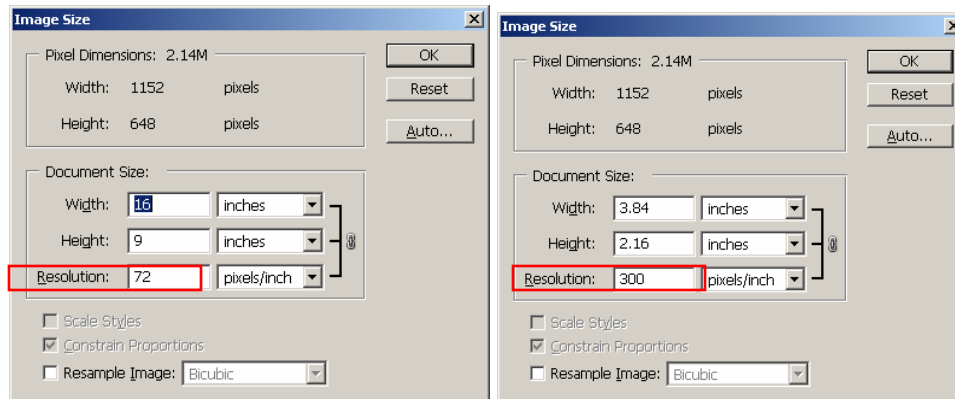 Image Size
Pixel Dimensions: 2.14M
Width: 1152 pixels
Height: 648 pixels
OK
Reset
Auto...
Document Size:
Width: 16 inches
Height: 9 inches
Resolution: 72 pixels/inch
Scale Styles
Constrain Proportions
Resample Image: Bicubic
Image Size
Pixel Dimensions: 2.14M
Width: 1152 pixels
Height: 648 pixels
OK
Reset
Auto...
Document Size:
Width: 3.84 inches
Height: 2.16 inches
Resolution: 300 pixels/inch
Scale Styles
Constrain Proportions
Resample Image: Bicubic